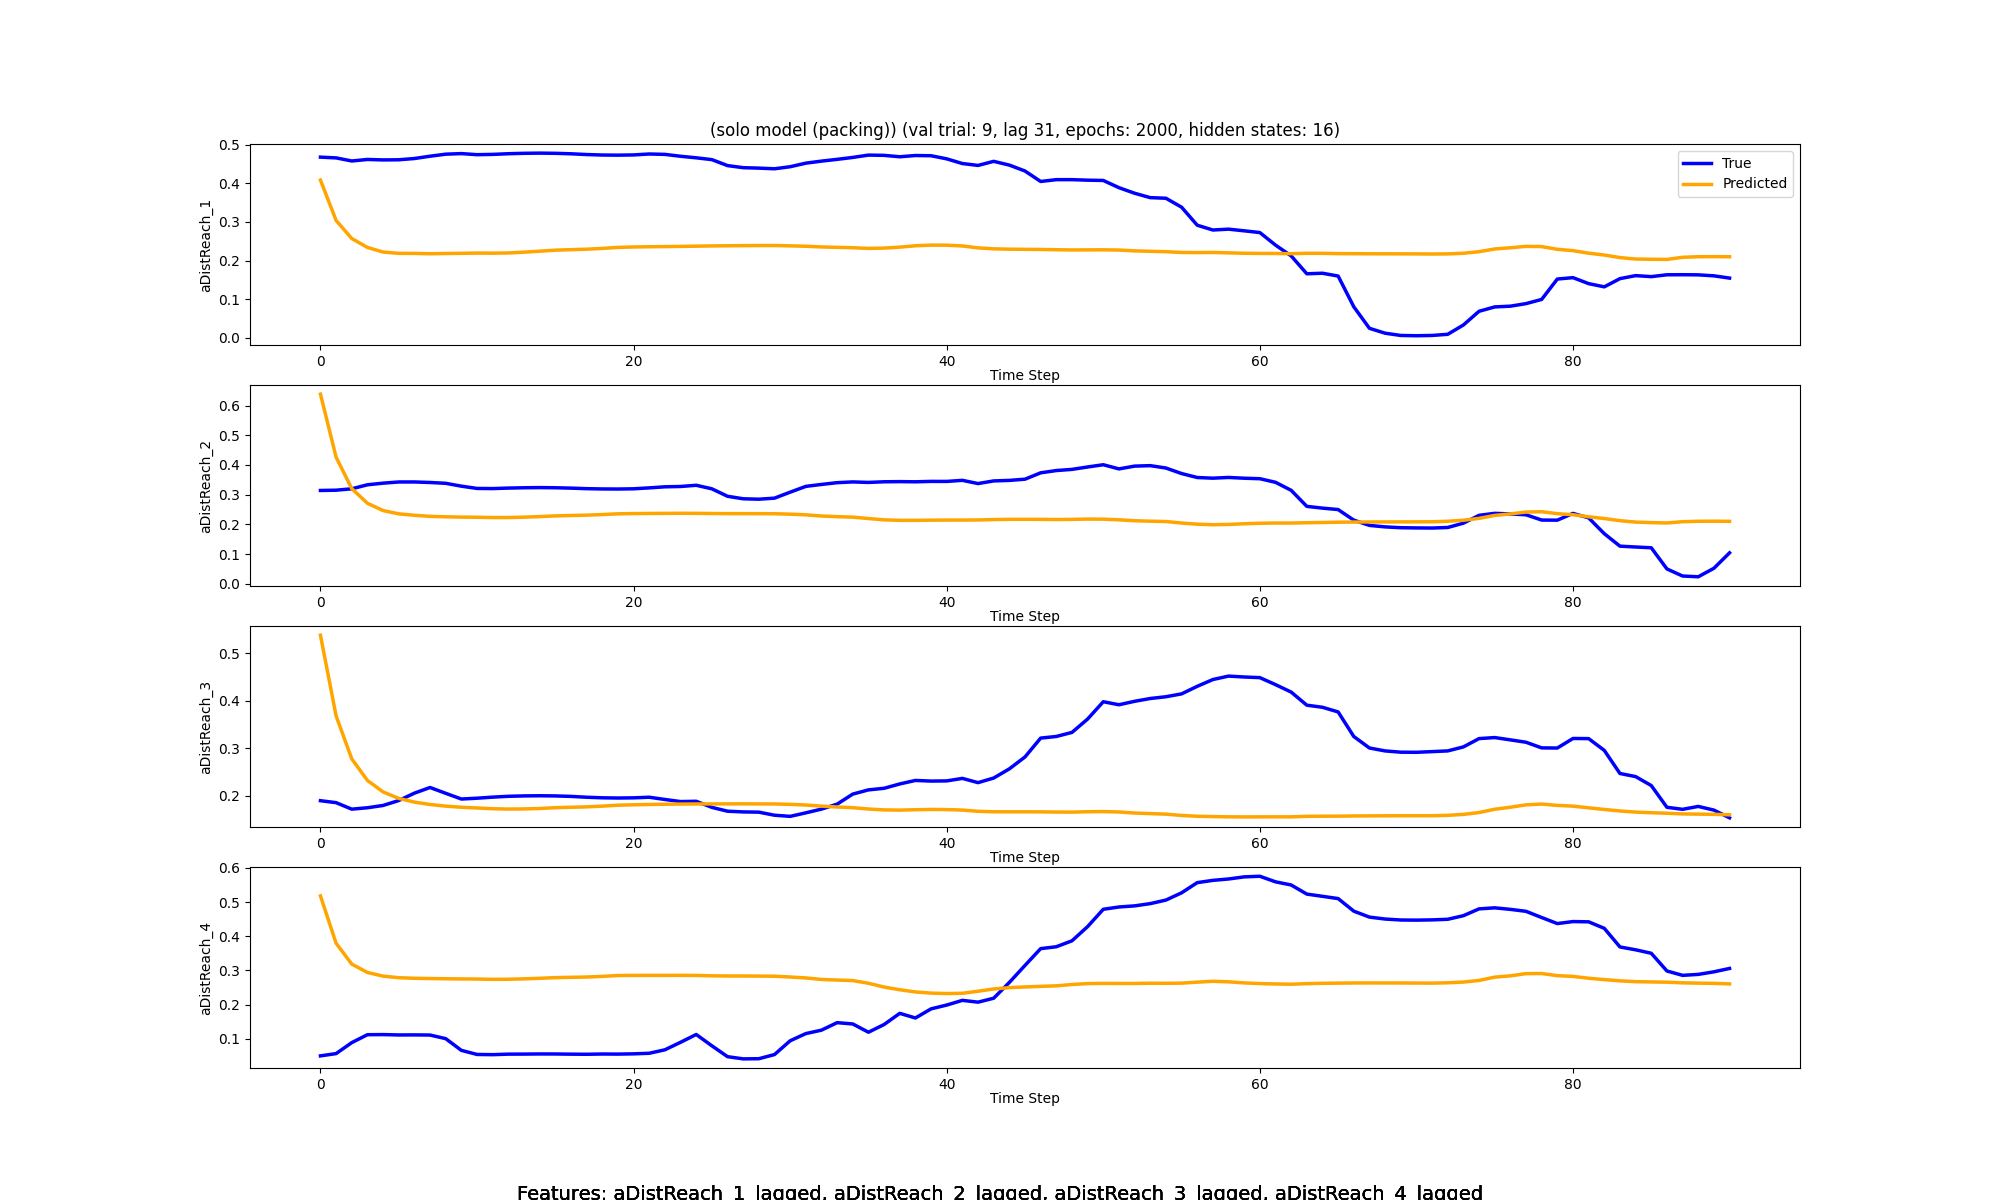 (solo model (packing)) (val trial: 9, lag 31, epochs: 2000, hidden states: 16)
0.5
0.4
0.3
0.2
0.1
0.0
aDistReach_1
True
Predicted
0 20 40 60 80
Time Step
0.6
0.5
0.4
0.3
0.2
0.1
0.0
aDistReach_2
0 20 40 60 80
Time Step
0.5
0.4
0.3
0.2
aDistReach_3
0 20 40 60 80
Time Step
0.6
0.5
0.4
0.3
0.2
0.1
aDistReach_4
0 20 40 60 80
Time Step
Features: aDistReach_1_lagged, aDistReach_2_lagged, aDistReach_3_lagged, aDistReach_4_lagged